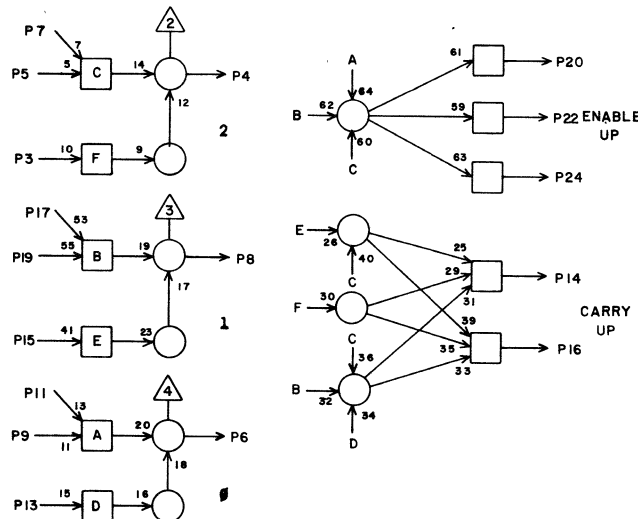 P7
2
7
P5 5 C 14 P4
12
P3 10 F 9
2
P17
3
53
P19 55 B 19 P8
17
P15 41 E 23
1
P11
4
13
P9 11 A 20 P6
18
P13 15 D 16
61 P20
A
64
B 62 59 P22 ENABLE
UP
60
C 63 P24
E 26 25
40 29 P14
C 31
F 30 CARRY
UP
39
C 35 P16
36 33
B 32
34
D